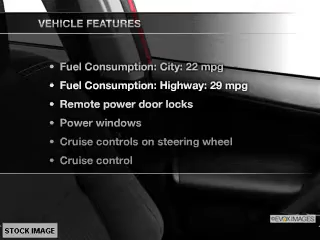 VEHICLE FEATURES
• Fuel Consumption: City: 22 mpg
• Fuel Consumption: Highway: 29 mpg
• Remote power door locks
• Power windows
• Cruise controls on steering wheel
• Cruise control
©EVOXIMAGES
STOCK IMAGE